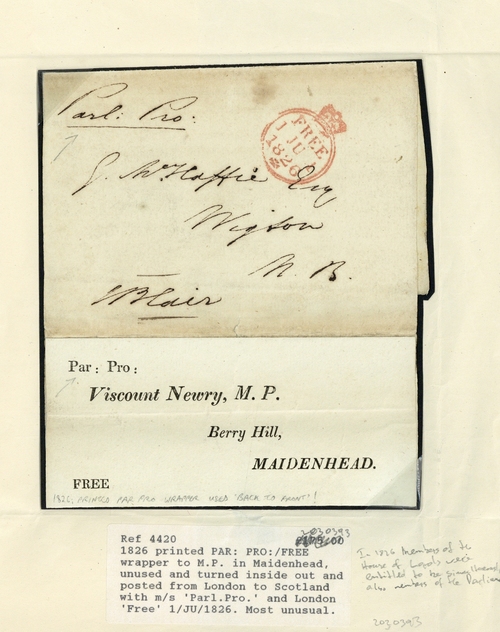 Parl: Pro:
FREE
1 JU
1826
G. McHaffie Esq
Wigton
N. B.
Blair
Par: Pro:
Viscount Newry, M. P.
Berry Hill,
MAIDENHEAD.
FREE
1826, PRINTED PAR PRO WRAPPER USED 'BACK TO FRONT'!
2030393
Ref 4420
1826 printed PAR: PRO:/FREE
wrapper to M.P. in Maidenhead,
unused and turned inside out and
posted from London to Scotland
with m/s 'Parl.Pro.' and London
'Free' 1/JU/1826. Most unusual.
In 1826 Members of the
House of Lords were
entitled to be simultaneously
also members of the
2030393